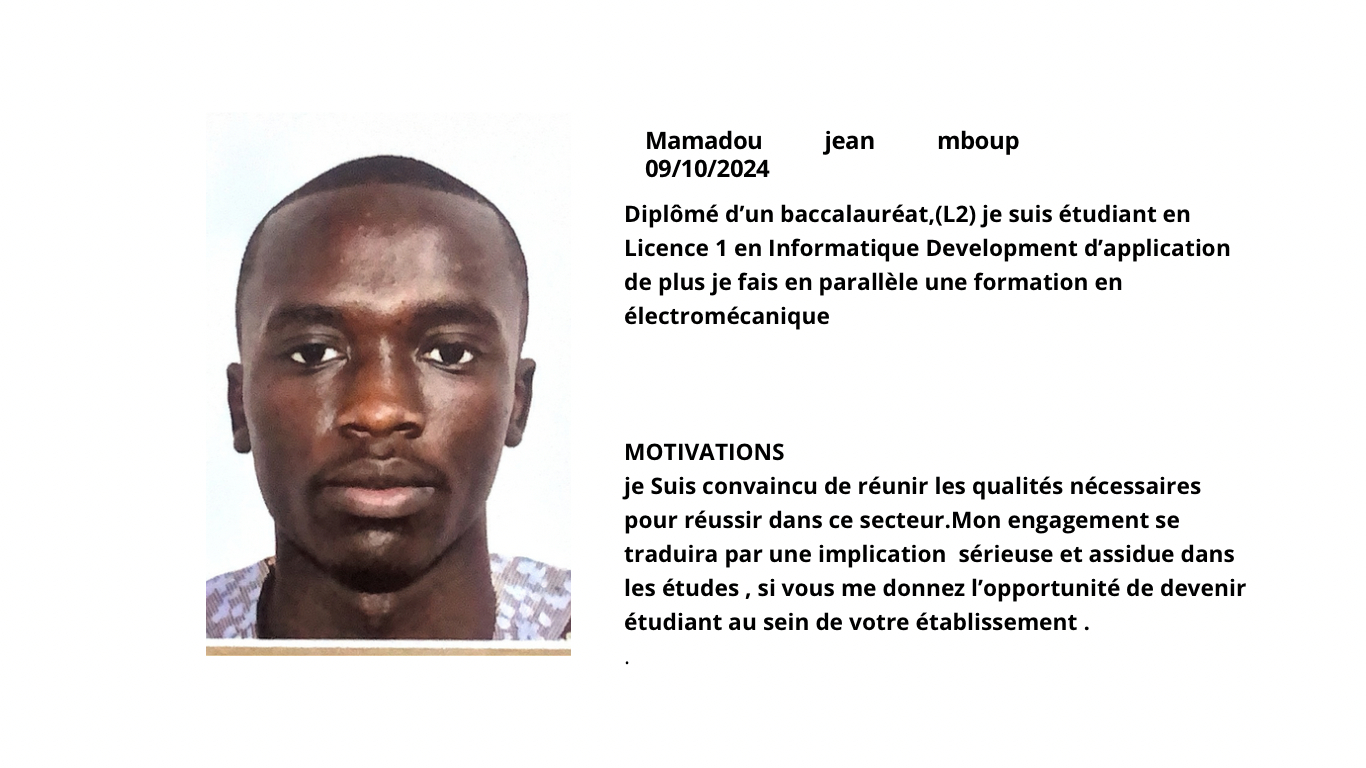 Mamadou jean mboup
09/10/2024
Diplômé d’un baccalauréat,(L2) je suis étudiant en
Licence 1 en Informatique Development d’application
de plus je fais en parallèle une formation en
électromécanique
MOTIVATIONS
je Suis convaincu de réunir les qualités nécessaires
pour réussir dans ce secteur.Mon engagement se
traduira par une implication  sérieuse et assidue dans
les études , si vous me donnez l’opportunité de devenir
étudiant au sein de votre établissement .
.